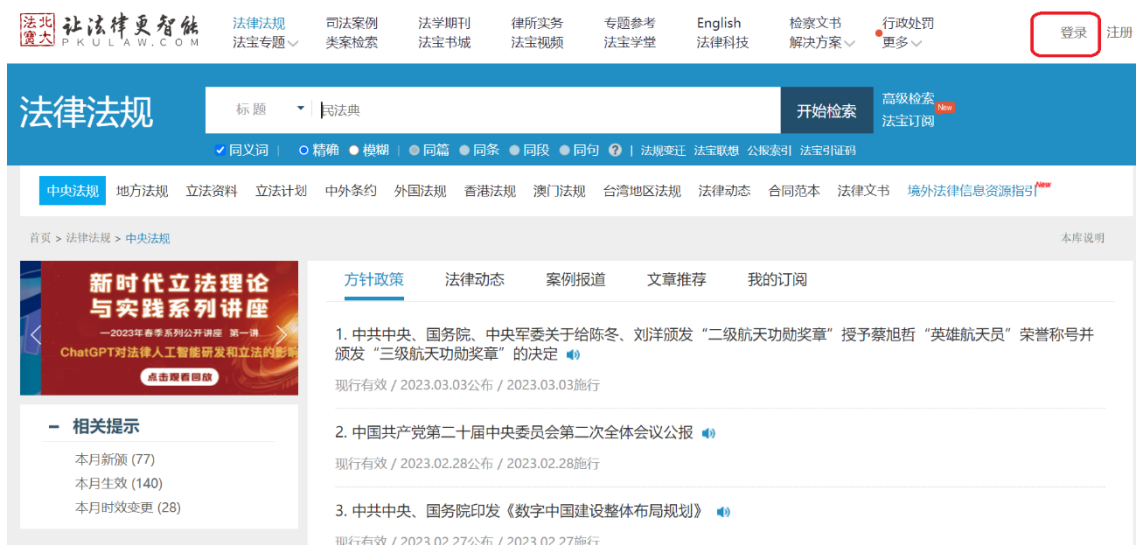 法北
寳大
让法律更智能
PKULAW.COM
法律法规 司法案例 法学期刊 律所实务 专题参考 English 检察文书 行政处罚
法宝专题 类案检索 法宝书城 法宝视频 法宝学堂 法律科技 解决方案 更多
登录 注册
法律法规
标题
民法典
开始检索
高级检索
New
法宝订阅
同义词 | 精确 模糊 | 同篇 同条 同段 同句 ? | 法规变迁 法宝联想 公报索引 法宝引证码
中央法规 地方法规 立法资料 立法计划 中外条约 外国法规 香港法规 澳门法规 台湾地区法规 法律动态 合同范本 法律文书 境外法律信息资源指引 New
首页 > 法律法规 > 中央法规
本库说明
新时代立法理论
与实践系列讲座
—2023年春季系列公开讲座 第一讲
ChatGPT对法律人工智能研发和立法的影响
点击观看回放
相关提示
本月新颁 (77)
本月生效 (140)
本月时效变更 (28)
方针政策 法律动态 案例报道 文章推荐 我的订阅
1. 中共中央、国务院、中央军委关于给陈冬、刘洋颁发“二级航天功勋奖章”授予蔡旭哲“英雄航天员”荣誉称号并
颁发“三级航天功勋奖章”的决定
现行有效 / 2023.03.03公布 / 2023.03.03施行
2. 中国共产党第二十届中央委员会第二次全体会议公报
现行有效 / 2023.02.28公布 / 2023.02.28施行
3. 中共中央、国务院印发《数字中国建设整体布局规划》
现行有效 / 2023.02.27公布 / 2023.02.27施行